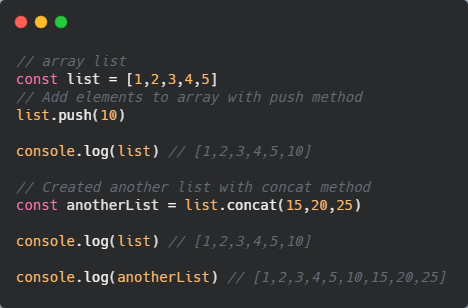 // array list
const list = [1,2,3,4,5]
// Add elements to array with push method
list.push(10)
console.log(list) // [1,2,3,4,5,10]
// Created another list with concat method
const anotherList = list.concat(15,20,25)
console.log(list) // [1,2,3,4,5,10]
console.log(anotherList) // [1,2,3,4,5,10,15,20,25]